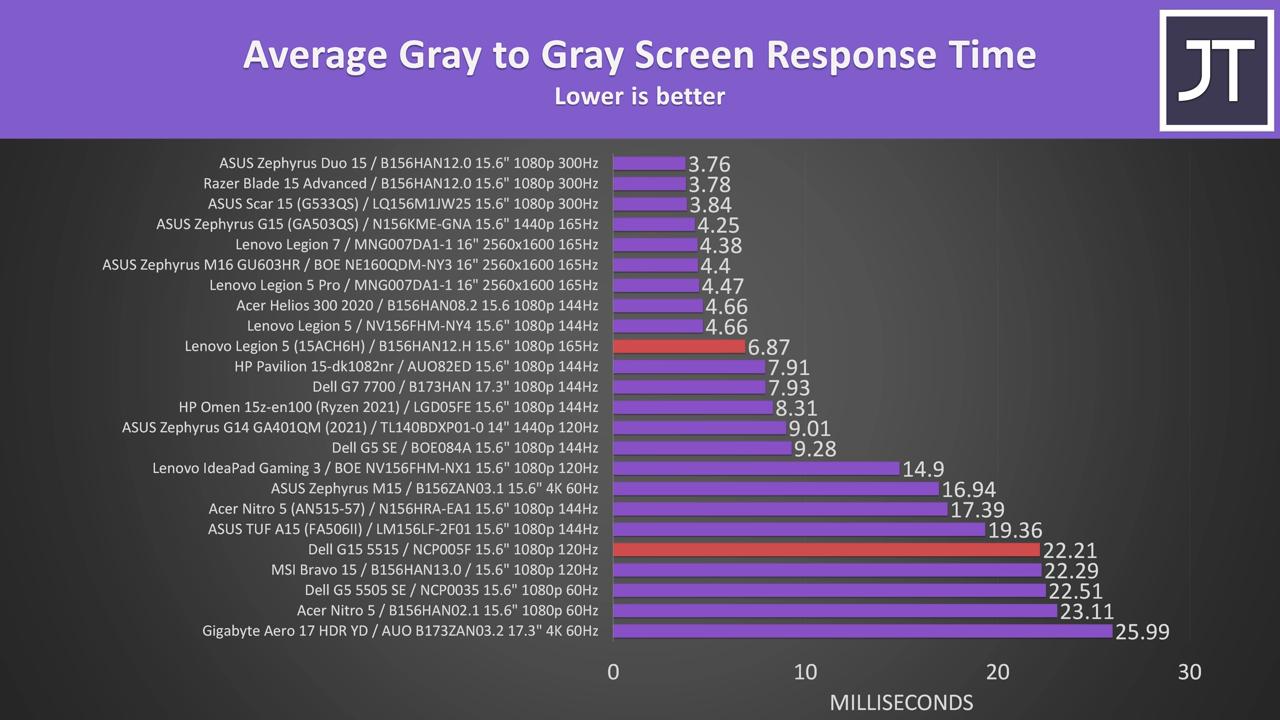 Average Gray to Gray Screen Response Time
Lower is better
JT
ASUS Zephyrus Duo 15 / B156HAN12.0 15.6" 1080p 300Hz 3.76
Razer Blade 15 Advanced / B156HAN12.0 15.6" 1080p 300Hz 3.78
ASUS Scar 15 (G533QS) / LQ156M1JW25 15.6" 1080p 300Hz 3.84
ASUS Zephyrus G15 (GA503QS) / N156KME-GNA 15.6" 1440p 165Hz 4.25
Lenovo Legion 7 / MNG007DA1-1 16" 2560x1600 165Hz 4.38
ASUS Zephyrus M16 GU603HR / BOE NE160QDM-NY3 16" 2560x1600 165Hz 4.4
Lenovo Legion 5 Pro / MNG007DA1-1 16" 2560x1600 165Hz 4.47
Acer Helios 300 2020 / B156HAN08.2 15.6 1080p 144Hz 4.66
Lenovo Legion 5 / NV156FHM-NY4 15.6" 1080p 144Hz 4.66
Lenovo Legion 5 (15ACH6H) / B156HAN12.H 15.6" 1080p 165Hz 6.87
HP Pavilion 15-dk1082nr / AUO82ED 15.6" 1080p 144Hz 7.91
Dell G7 7700 / B173HAN 17.3" 1080p 144Hz 7.93
HP Omen 15z-en100 (Ryzen 2021) / LGD05FE 15.6" 1080p 144Hz 8.31
ASUS Zephyrus G14 GA401QM (2021) / TL140BDXP01-0 14" 1440p 120Hz 9.01
Dell G5 SE / BOE084A 15.6" 1080p 144Hz 9.28
Lenovo IdeaPad Gaming 3 / BOE NV156FHM-NX1 15.6" 1080p 120Hz 14.9
ASUS Zephyrus M15 / B156ZAN03.1 15.6" 4K 60Hz 16.94
Acer Nitro 5 (AN515-57) / N156HRA-EA1 15.6" 1080p 144Hz 17.39
ASUS TUF A15 (FA506II) / LM156LF-2F01 15.6" 1080p 144Hz 19.36
Dell G15 5515 / NCP005F 15.6" 1080p 120Hz 22.21
MSI Bravo 15 / B156HAN13.0 / 15.6" 1080p 120Hz 22.29
Dell G5 5505 SE / NCP0035 15.6" 1080p 60Hz 22.51
Acer Nitro 5 / B156HAN02.1 15.6" 1080p 60Hz 23.11
Gigabyte Aero 17 HDR YD / AUO B173ZAN03.2 17.3" 4K 60Hz 25.99
0 10 20 30
MILLISECONDS